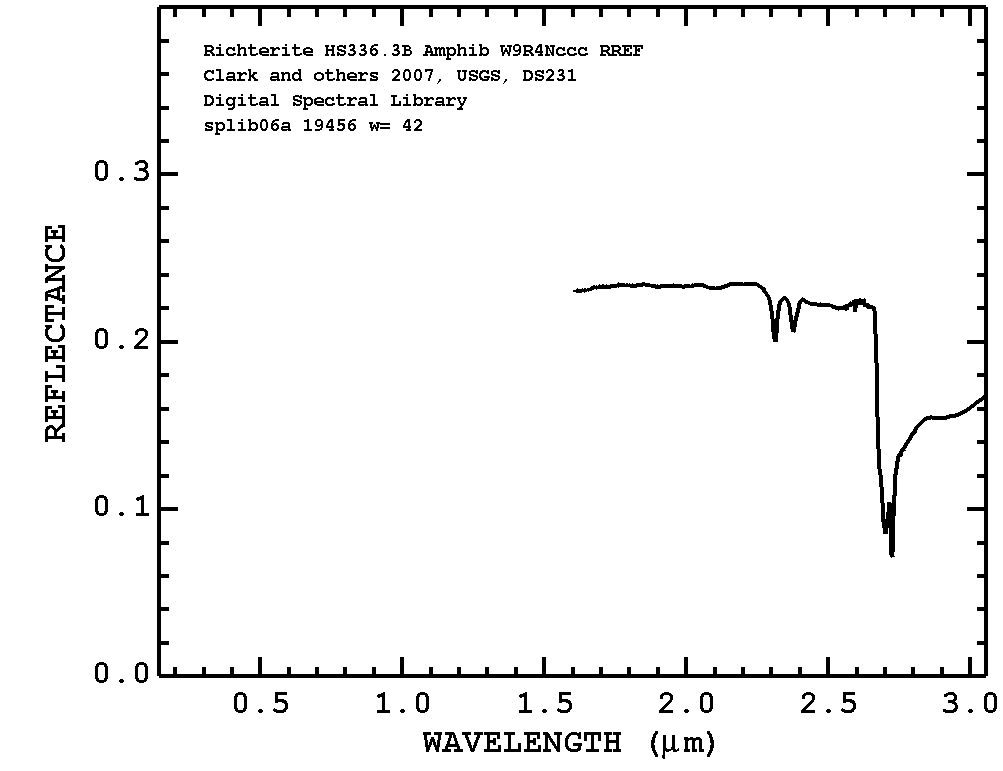 Richterite HS336.3B Amphib W9R4Nccc RREF
Clark and others 2007, USGS, DS231
Digital Spectral Library
splib06a 19456 w= 42
REFLECTANCE
0.3
0.2
0.1
0.0
0.5 1.0 1.5 2.0 2.5 3.0
WAVELENGTH (μm)